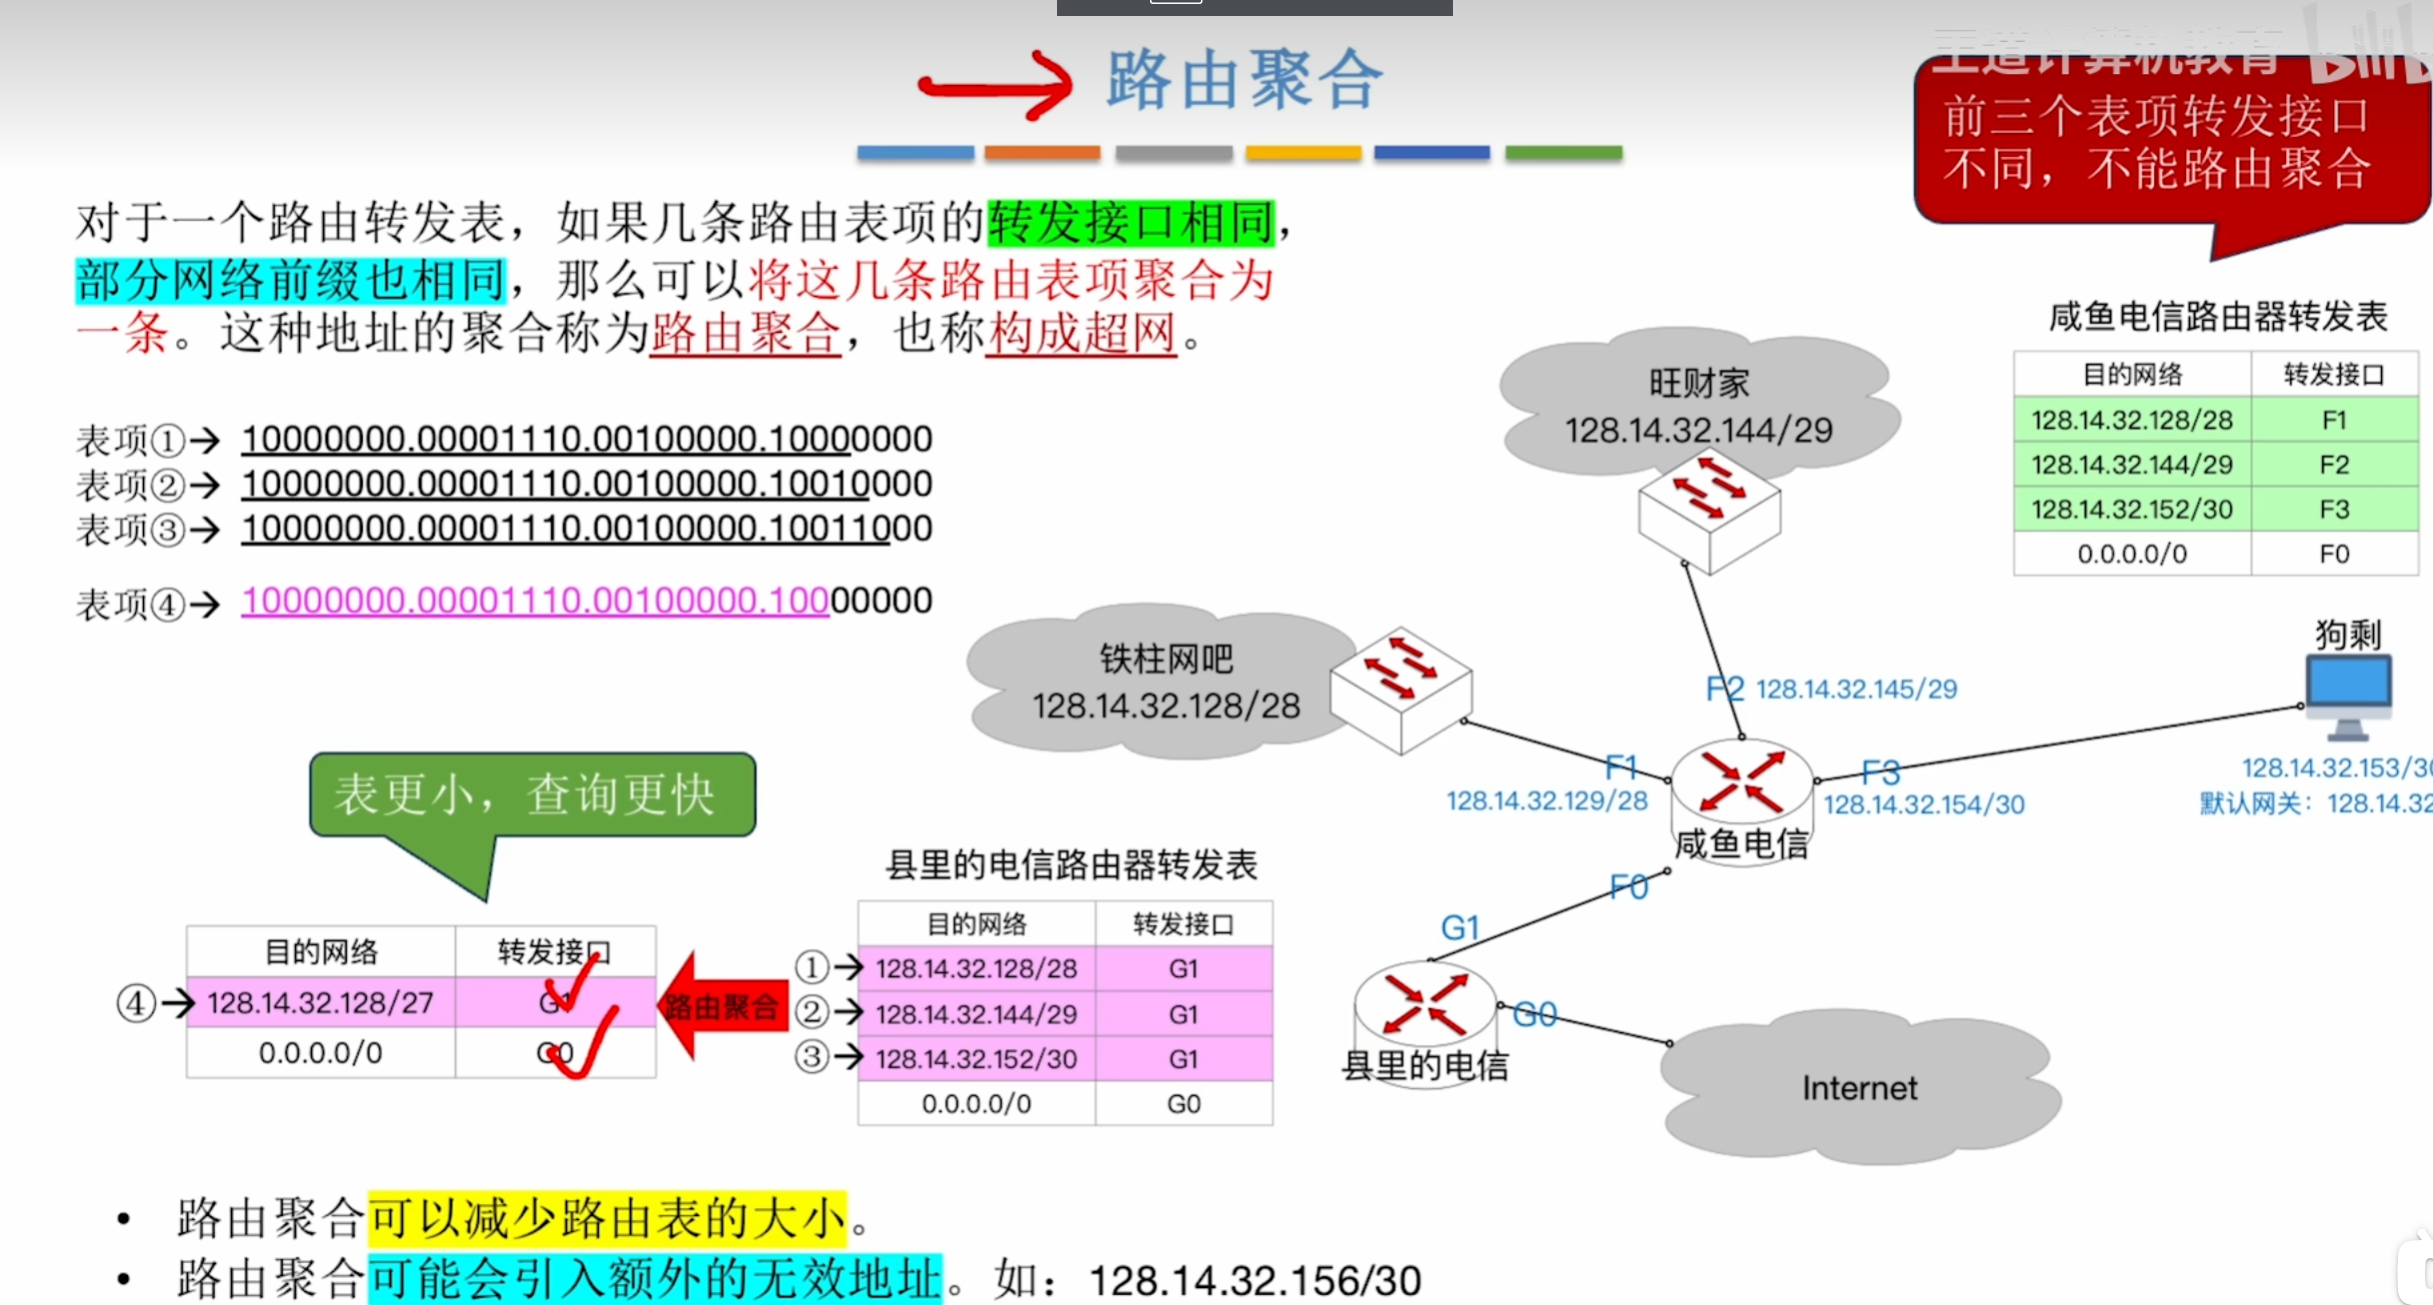 路由聚合
前三个表项转发接口
不同，不能路由聚合
对于一个路由转发表，如果几条路由表项的转发接口相同，
部分网络前缀也相同，那么可以将这几条路由表项聚合为
一条。这种地址的聚合称为路由聚合，也称构成超网。
表项①→ 10000000.00001110.00100000.10000000
表项②→ 10000000.00001110.00100000.10010000
表项③→ 10000000.00001110.00100000.10011000
表项④→ 10000000.00001110.00100000.10000000
咸鱼电信路由器转发表
目的网络 转发接口
128.14.32.128/28 F1
128.14.32.144/29 F2
128.14.32.152/30 F3
0.0.0.0/0 F0
旺财家
128.14.32.144/29
铁柱网吧
128.14.32.128/28
狗剩
F2 128.14.32.145/29
F1
128.14.32.129/28
F3
128.14.32.154/30
128.14.32.153/30
默认网关：128.14.32
咸鱼电信
F0
G1
G0
县里的电信
Internet
表更小，查询更快
目的网络 转发接口
④→ 128.14.32.128/27 G1
0.0.0.0/0 G0
路由聚合
县里的电信路由器转发表
目的网络 转发接口
①→ 128.14.32.128/28 G1
②→ 128.14.32.144/29 G1
③→ 128.14.32.152/30 G1
0.0.0.0/0 G0
• 路由聚合可以减少路由表的大小。
• 路由聚合可能会引入额外的无效地址。如：128.14.32.156/30